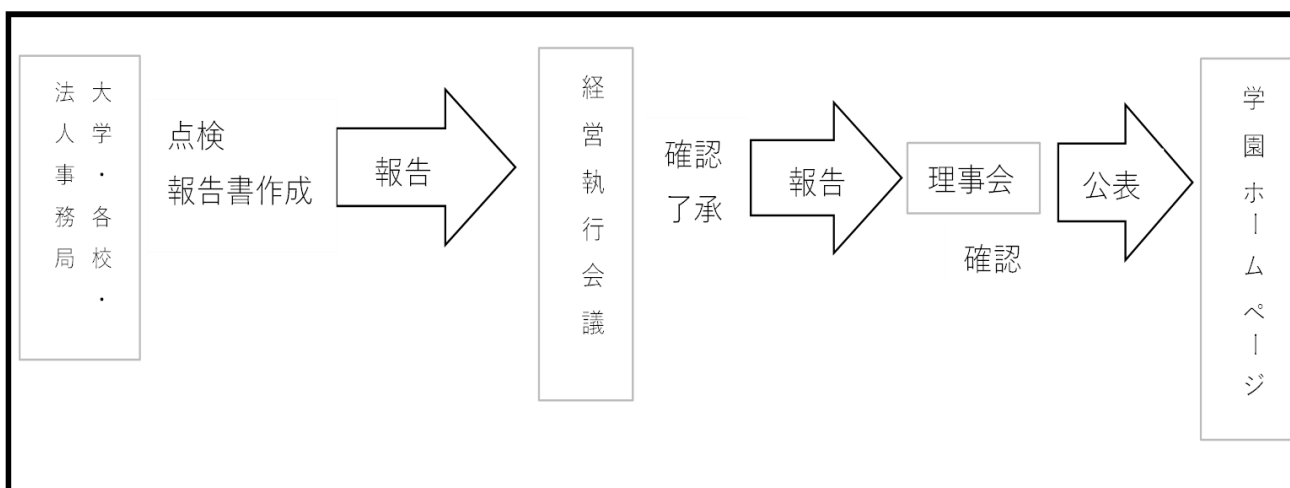 大学・各校・
法人事務局
点検
報告書作成
報告
経営執行会議
確認
了承
報告
理事会
確認
公表
学園ホームページ